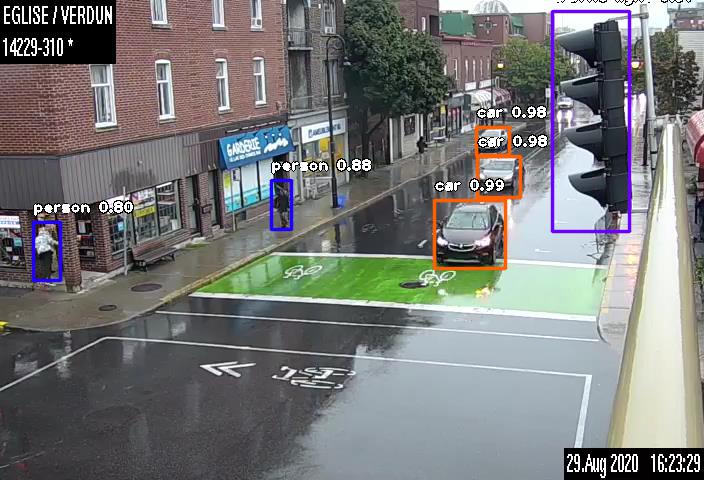 EGLISE / VERDUN
14229-310 *
car 0.98
car 0.98
GARDERIE
person 0.88
car 0.99
person 0.80
29.Aug 2020 16:23:29